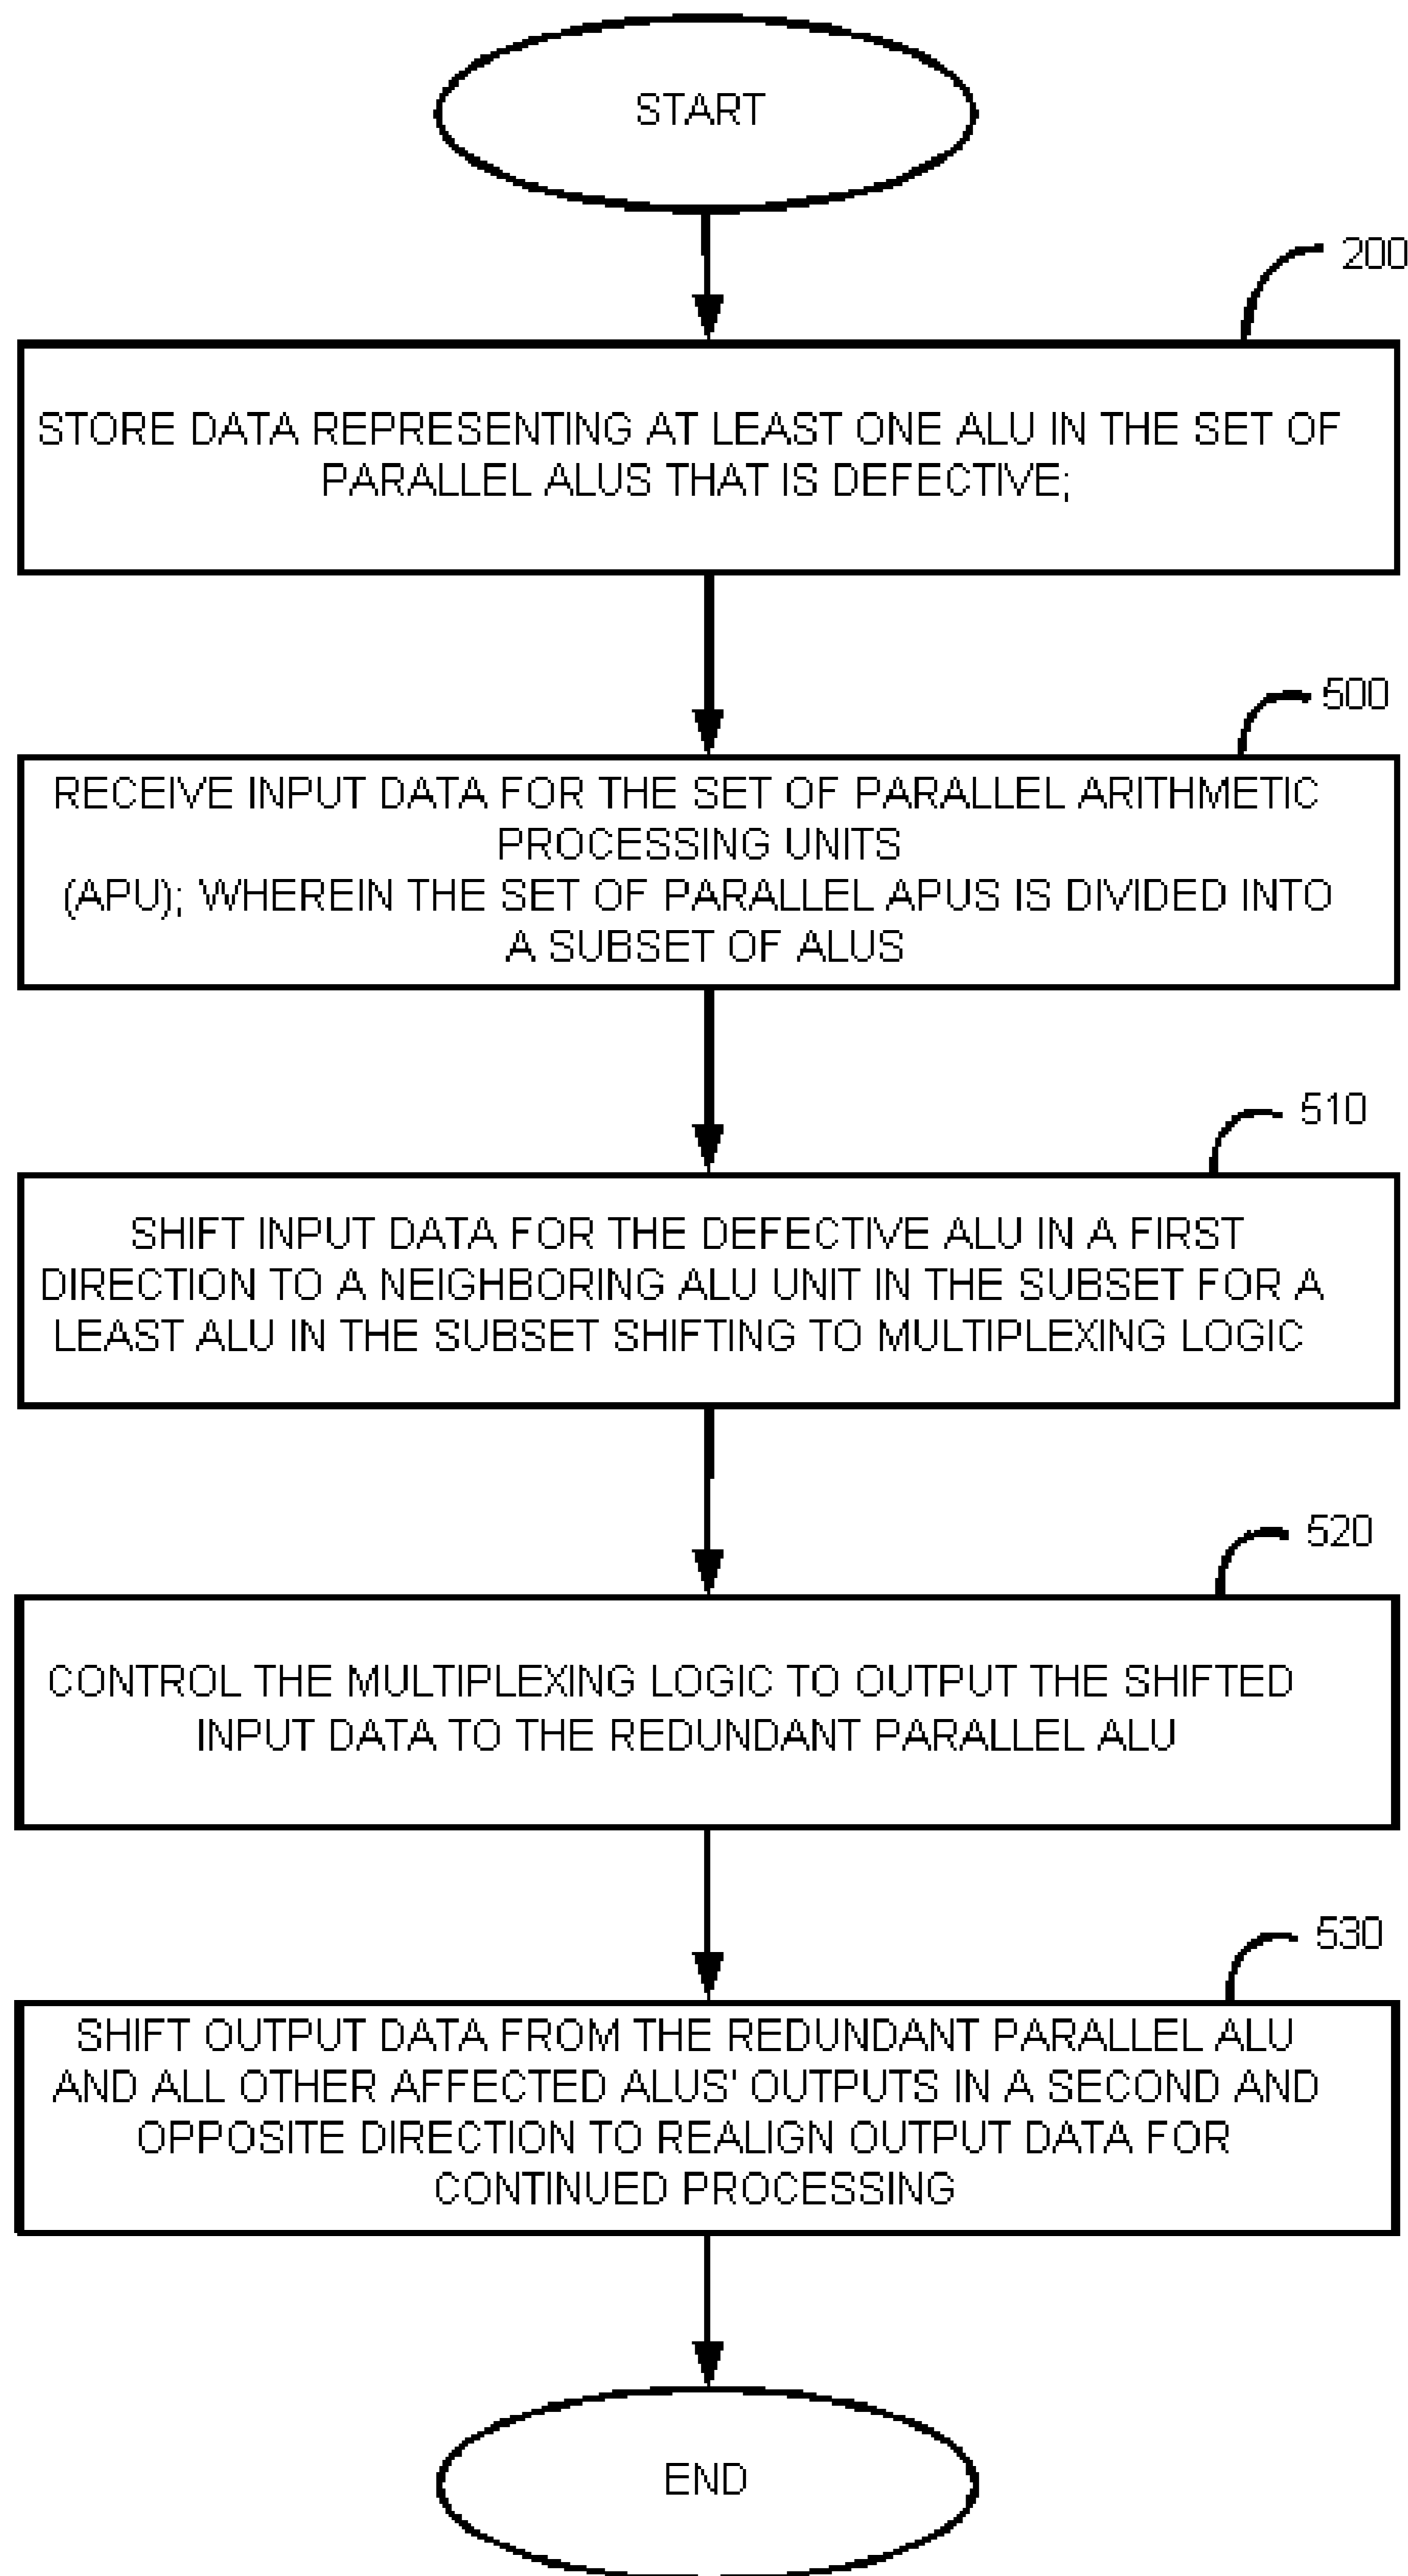 START
200
STORE DATA REPRESENTING AT LEAST ONE ALU IN THE SET OF
PARALLEL ALUS THAT IS DEFECTIVE;
500
RECEIVE INPUT DATA FOR THE SET OF PARALLEL ARITHMETIC
PROCESSING UNITS
(APU); WHEREIN THE SET OF PARALLEL APUS IS DIVIDED INTO
A SUBSET OF ALUS
510
SHIFT INPUT DATA FOR THE DEFECTIVE ALU IN A FIRST
DIRECTION TO A NEIGHBORING ALU UNIT IN THE SUBSET FOR A
LEAST ALU IN THE SUBSET SHIFTING TO MULTIPLEXING LOGIC
520
CONTROL THE MULTIPLEXING LOGIC TO OUTPUT THE SHIFTED
INPUT DATA TO THE REDUNDANT PARALLEL ALU
530
SHIFT OUTPUT DATA FROM THE REDUNDANT PARALLEL ALU
AND ALL OTHER AFFECTED ALUS' OUTPUTS IN A SECOND AND
OPPOSITE DIRECTION TO REALIGN OUTPUT DATA FOR
CONTINUED PROCESSING
END